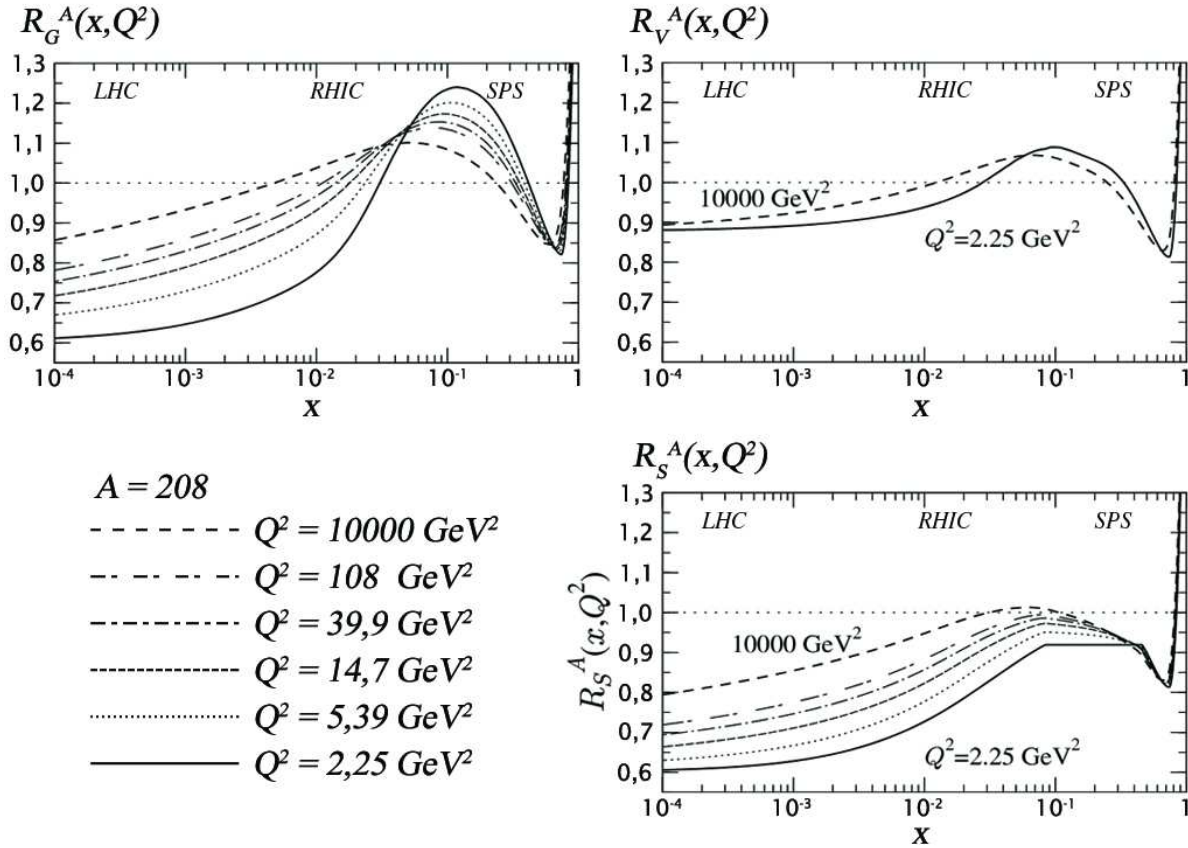 R_G^A(x,Q²)
1,3
1,2
1,1
1,0
0,9
0,8
0,7
0,6
LHC RHIC SPS
10⁻⁴ 10⁻³ 10⁻² 10⁻¹ 1
x
R_V^A(x,Q²)
1,3
1,2
1,1
1,0
0,9
0,8
0,7
0,6
LHC RHIC SPS
10000 GeV²
Q²=2.25 GeV²
10⁻⁴ 10⁻³ 10⁻² 10⁻¹ 1
x
A = 208
Q² = 10000 GeV²
Q² = 108 GeV²
Q² = 39,9 GeV²
Q² = 14,7 GeV²
Q² = 5,39 GeV²
Q² = 2,25 GeV²
R_S^A(x,Q²)
R_S^A(x,Q²)
1,3
1,2
1,1
1,0
0,9
0,8
0,7
0,6
LHC RHIC SPS
10000 GeV²
Q²=2.25 GeV²
10⁻⁴ 10⁻³ 10⁻² 10⁻¹ 1
x